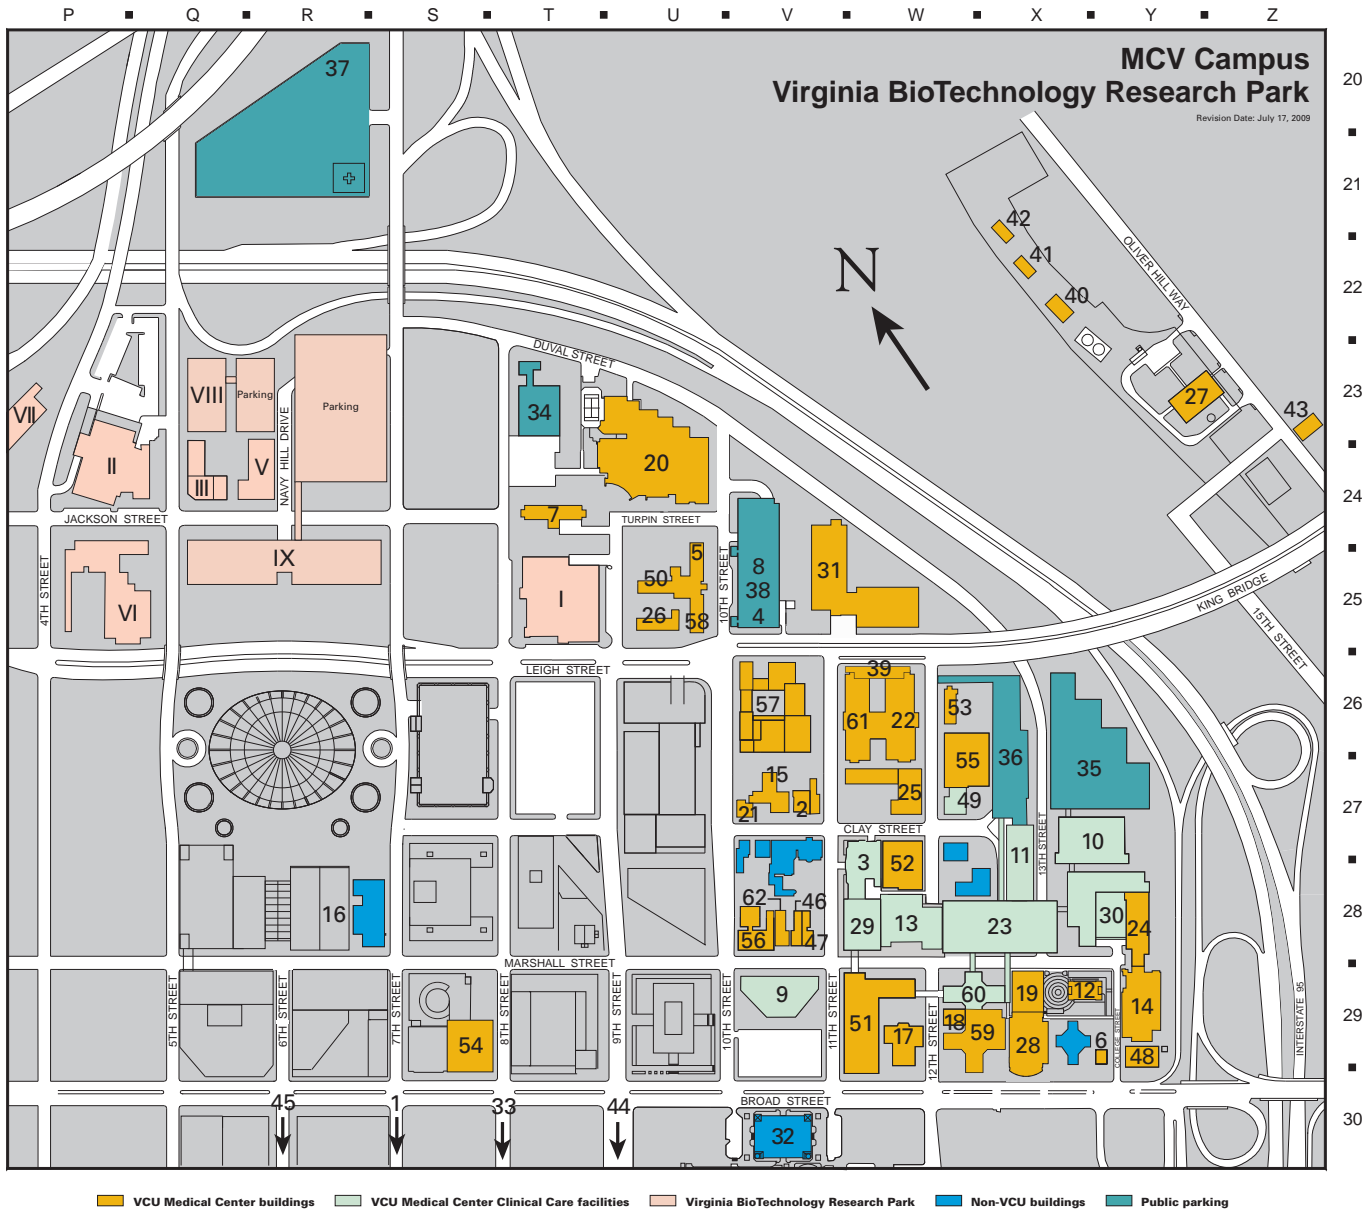 P Q R S T U V W X Y Z
MCV Campus
Virginia BioTechnology Research Park
Revision Date: July 17, 2009
20
37
21
42
41
OLIVER HILL WAY
N
22
40
DUVAL STREET
VIII
Parking
Parking
NAVY HILL DRIVE
VII
34
27
43
23
II
III
V
20
24
JACKSON STREET
7
TURPIN STREET
4TH STREET
IX
VI
I
5
50
26
58
10TH STREET
8
38
4
31
KING BRIDGE
15TH STREET
25
LEIGH STREET
39
57
61
22
53
36
35
26
55
15
21
2
25
49
27
CLAY STREET
13TH STREET
3
52
11
10
16
62
46
56
47
29
13
23
30
24
28
MARSHALL STREET
5TH STREET
6TH STREET
7TH STREET
8TH STREET
9TH STREET
10TH STREET
11TH STREET
12TH STREET
COLLEGE STREET
INTERSTATE 95
9
60
19
12
14
54
51
17
18
59
28
6
48
29
BROAD STREET
45
1
33
44
32
30
VCU Medical Center buildings
VCU Medical Center Clinical Care facilities
Virginia BioTechnology Research Park
Non-VCU buildings
Public parking